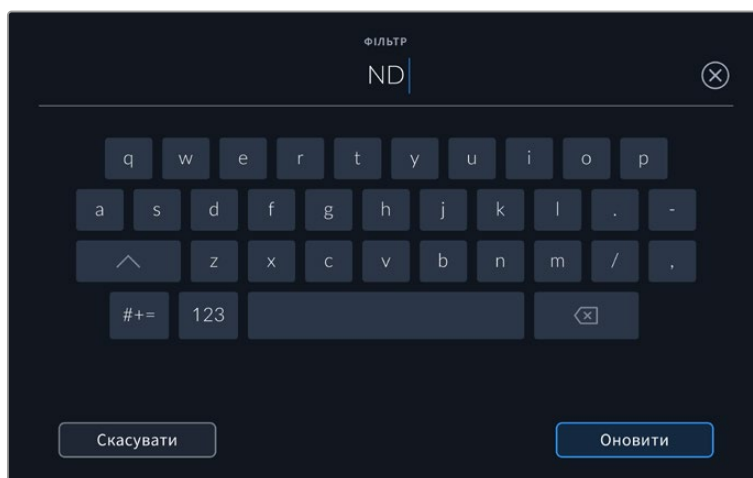 ФІЛЬТР
ND
q w e r t y u i o p
a s d f g h j k l . -
z x c v b n m / ,
#+= 123
Скасувати Оновити